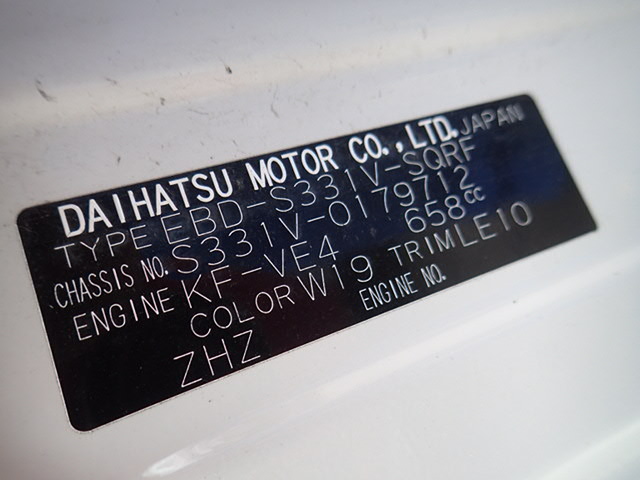 DAIHATSU MOTOR CO.,LTD.JAPAN
TYPE EBD-S331V-SQRF
CHASSIS NO. S331V-0179712
ENGINE KF-VE4 658cc
COLOR W19 TRIM LE10
ZHZ ENGINE NO.